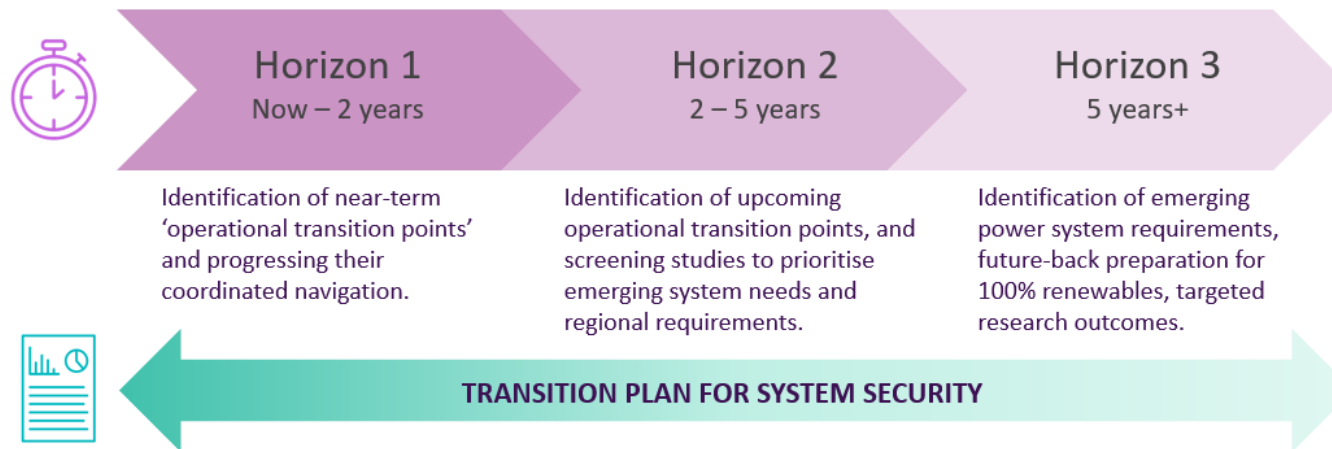 Horizon 1
Now – 2 years
Horizon 2
2 – 5 years
Horizon 3
5 years+
Identification of near-term
‘operational transition points’
and progressing their
coordinated navigation.
Identification of upcoming
operational transition points, and
screening studies to prioritise
emerging system needs and
regional requirements.
Identification of emerging
power system requirements,
future-back preparation for
100% renewables, targeted
research outcomes.
TRANSITION PLAN FOR SYSTEM SECURITY